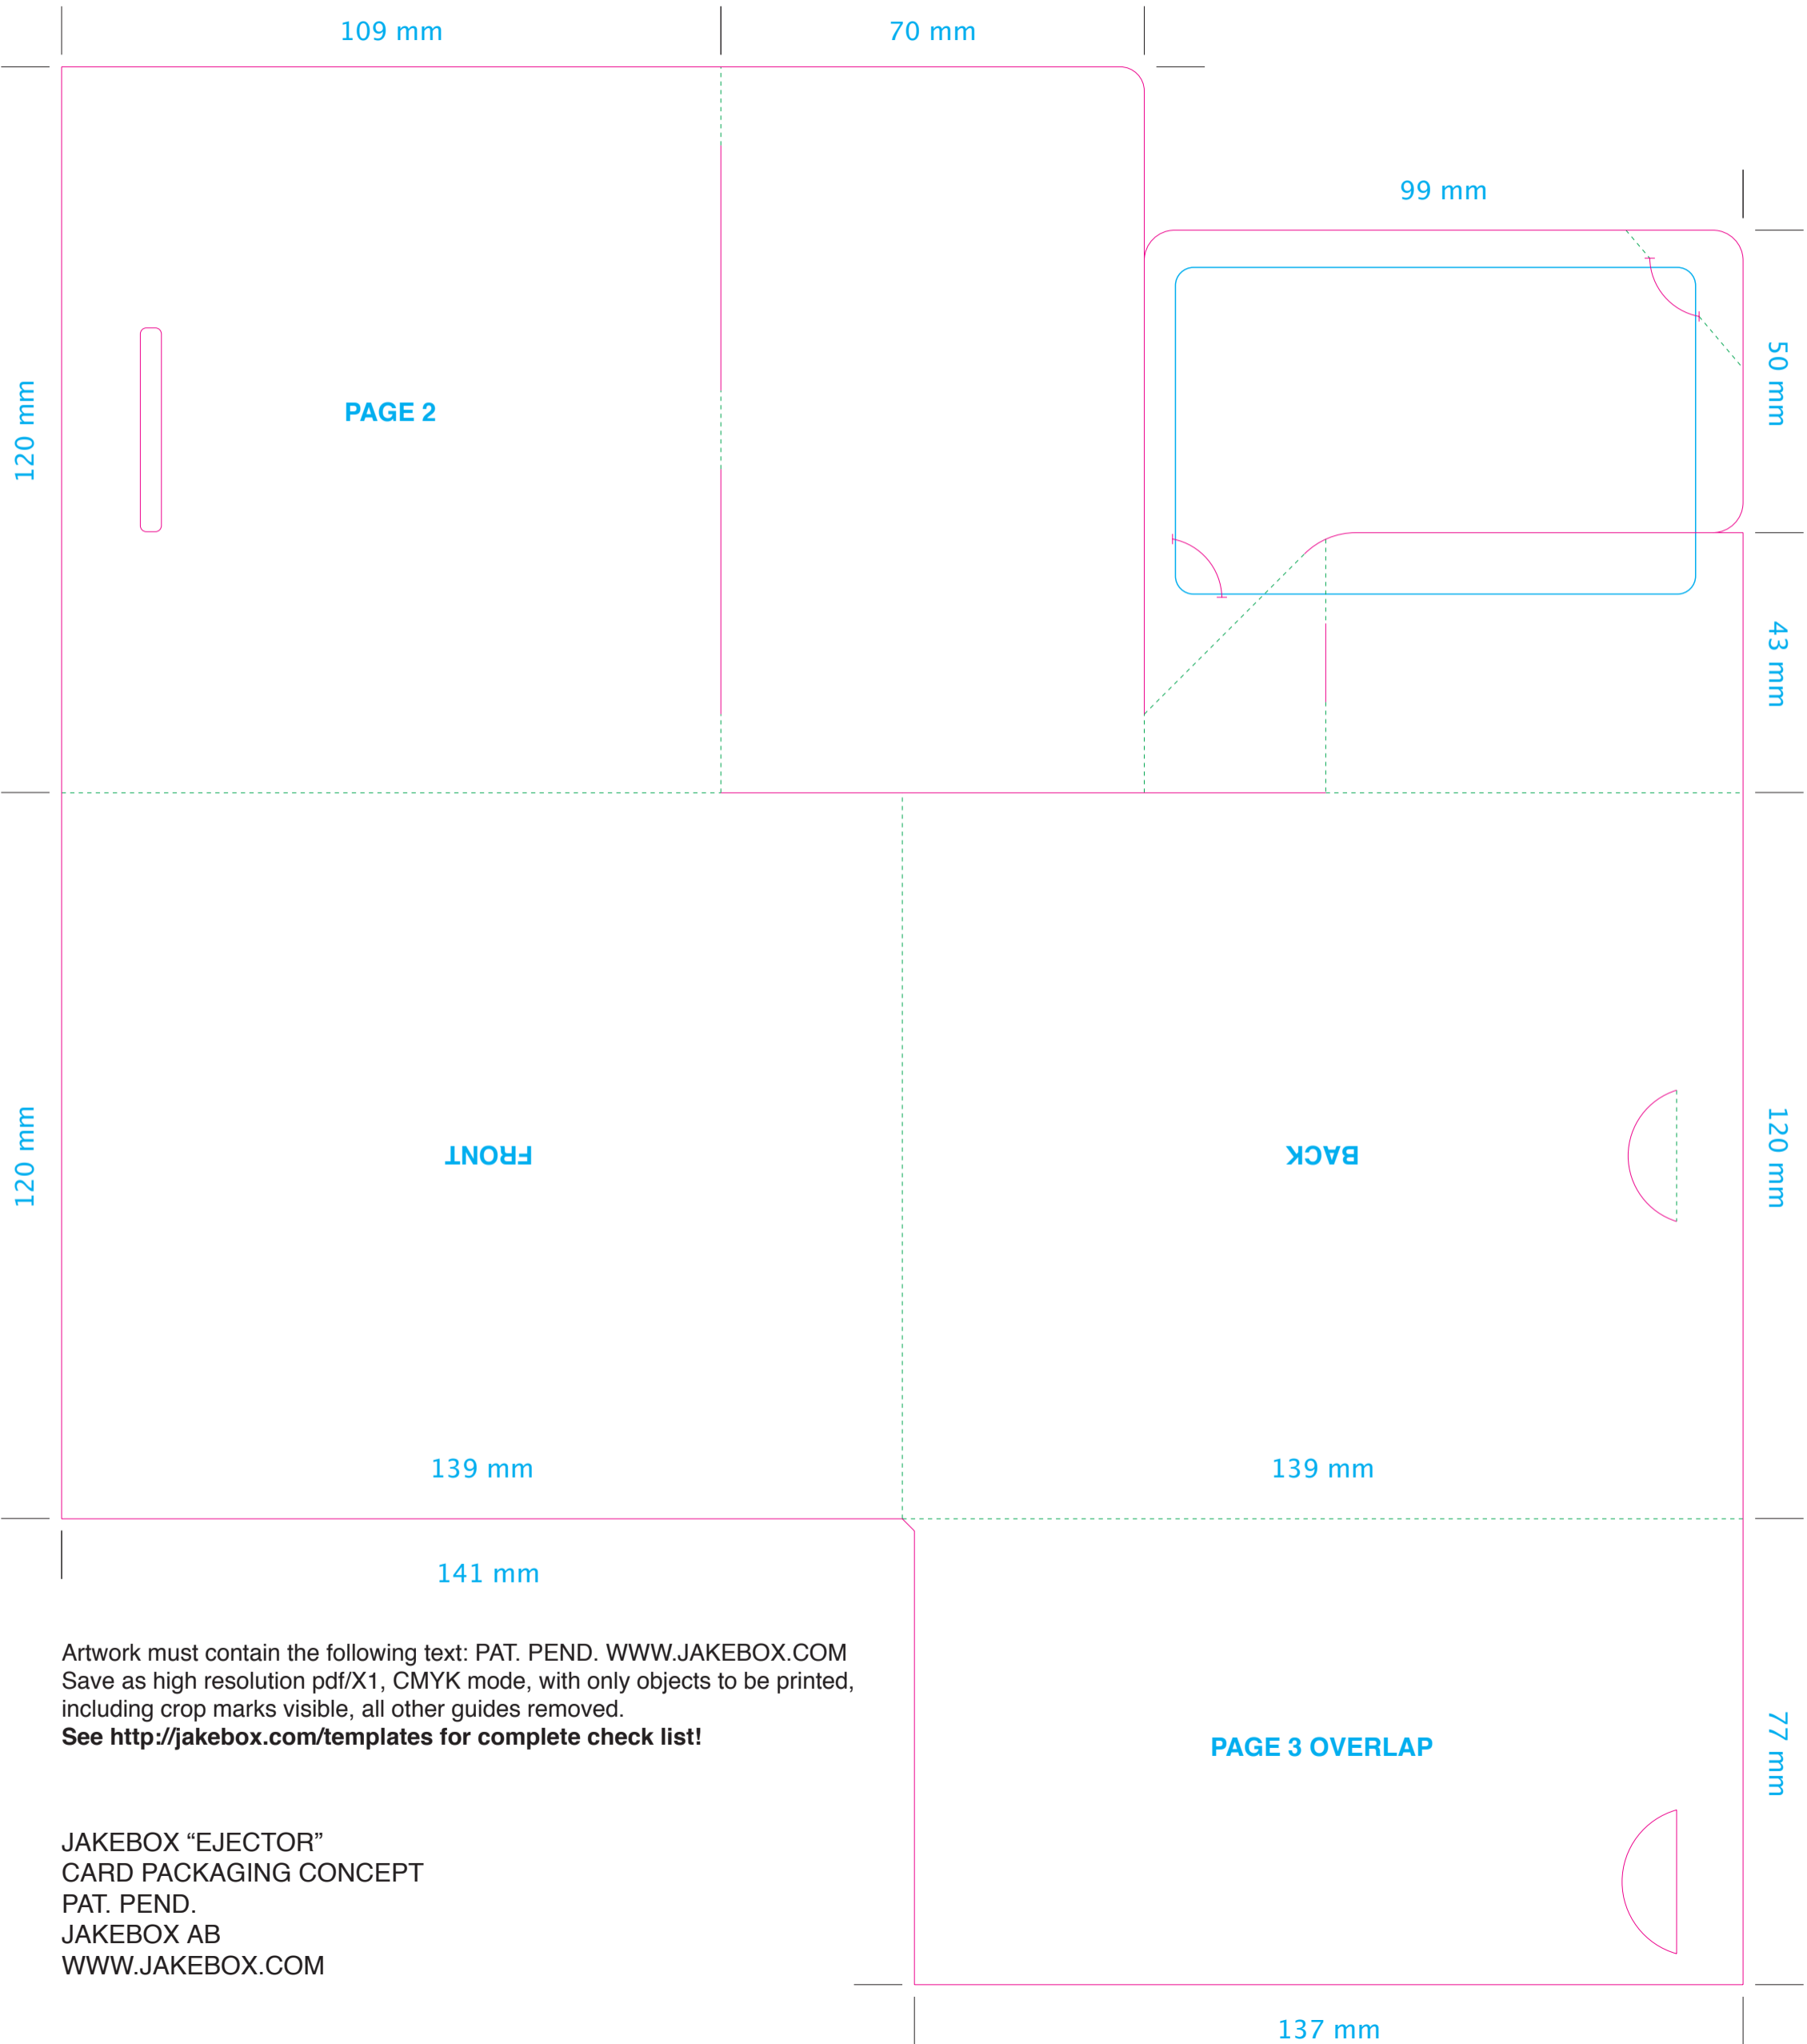 109 mm
70 mm
99 mm
50 mm
120 mm
PAGE 2
43 mm
120 mm
FRONT
BACK
120 mm
139 mm
139 mm
141 mm
Artwork must contain the following text: PAT. PEND. WWW.JAKEBOX.COM
Save as high resolution pdf/X1, CMYK mode, with only objects to be printed,
including crop marks visible, all other guides removed.
See http://jakebox.com/templates for complete check list!
PAGE 3 OVERLAP
77 mm
JAKEBOX “EJECTOR”
CARD PACKAGING CONCEPT
PAT. PEND.
JAKEBOX AB
WWW.JAKEBOX.COM
137 mm